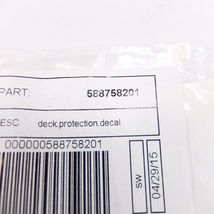 PART: 588758201
ESC deck.protection.decal
000000588758201
SW
04/29/15